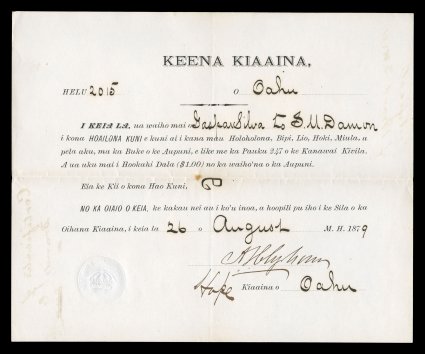 KEENA KIAAINA,
HELU 2015 o Oahu
I KEIA LA, ua waiho mai o Gaspar Silva to S. M. Damon
i kona HOAILONA KUNI e kuni ai i kana mau Holoholona, Bipi, Lio, Hoki, Miula, a
pela aku, ma ka Buke o ke Aupuni, e like me ka Pauku 247 o ke Kanawai Kivila.
A ua uku mai i Hookahi Dala ($1.00) no ka waiho'na o ka Aupuni.
Eia ke Kii o kona Hao Kuni,
NO KA OIAIO O KEIA, ke kakau nei au i ko'u inoa, a hoopili pu iho i ke Sila o ka
Oihana Kiaaina, i keia la 26 o August M. H. 1879
Kiaaina o Oahu